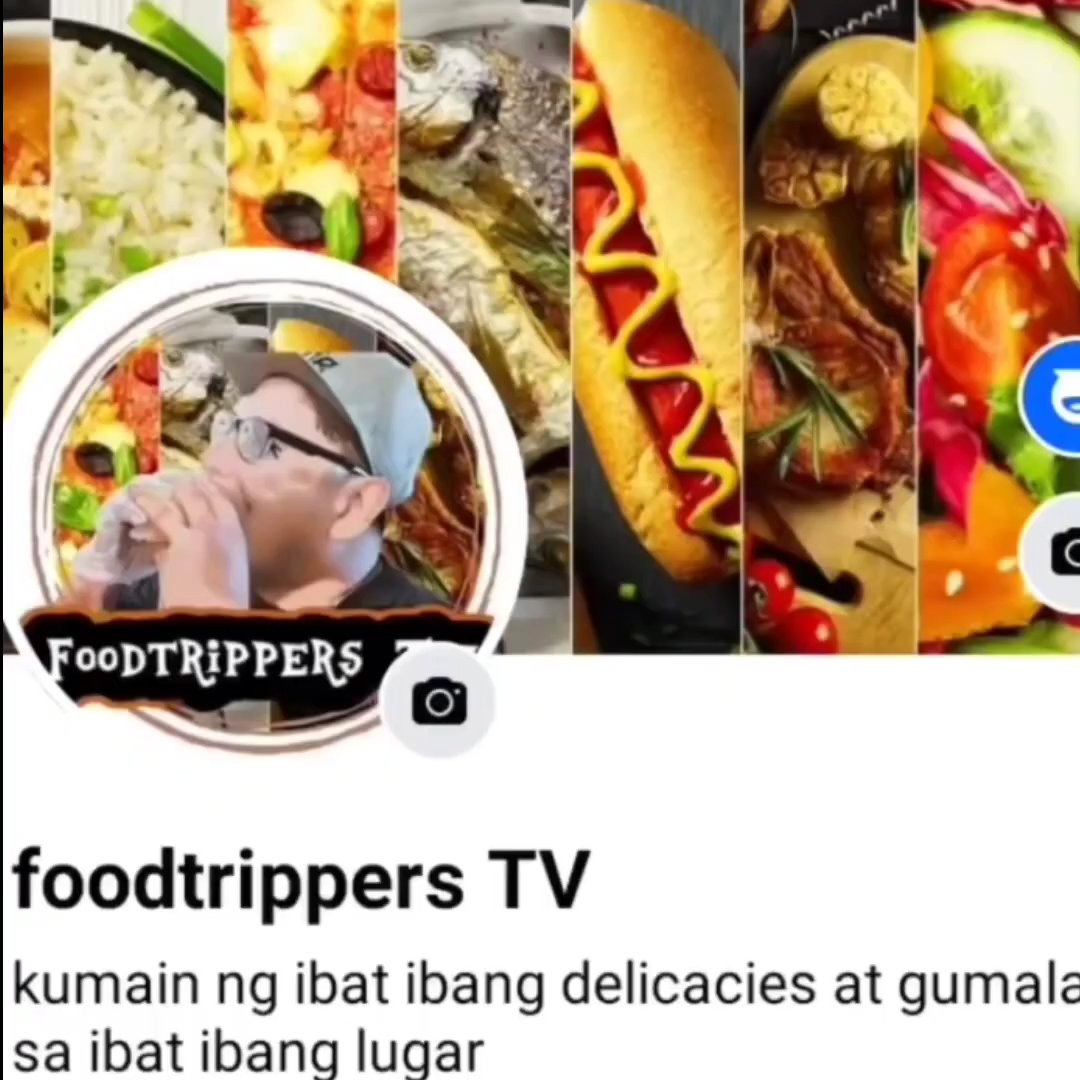 FOODTRiPPERS
foodtrippers TV
kumain ng ibat ibang delicacies at gumala
sa ibat ibang lugar